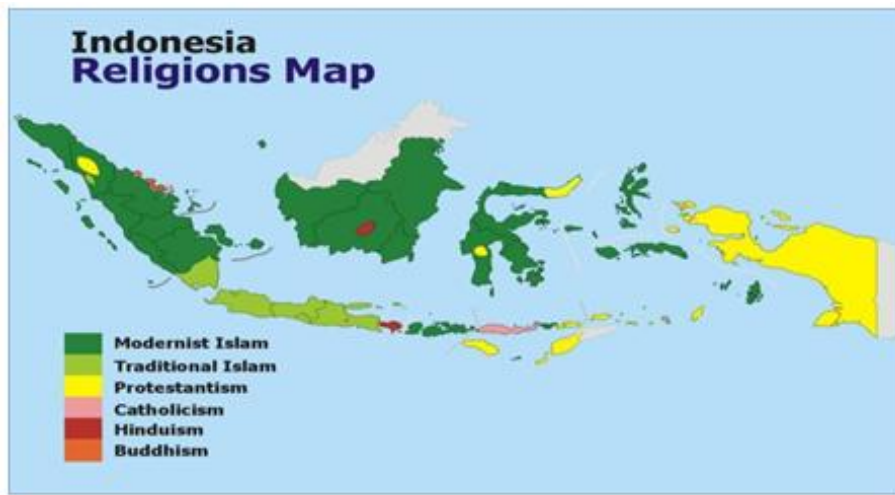 Indonesia
Religions Map
Modernist Islam
Traditional Islam
Protestantism
Catholicism
Hinduism
Buddhism